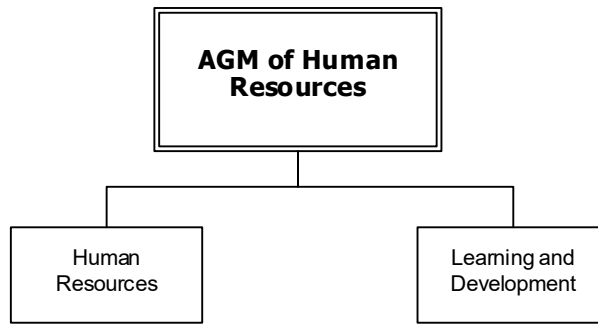 AGM of Human
Resources
Human
Resources
Learning and
Development